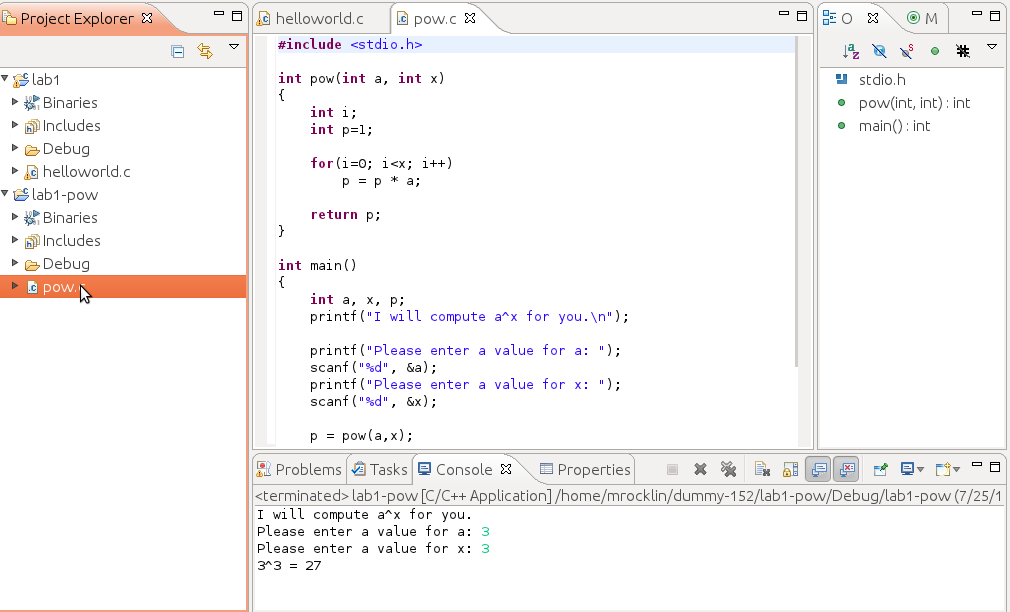 Project Explorer
lab1
Binaries
Includes
Debug
helloworld.c
lab1-pow
Binaries
Includes
Debug
pow.
helloworld.c
pow.c
#include <stdio.h>
int pow(int a, int x)
{
    int i;
    int p=1;
    for(i=0; i<x; i++)
        p = p * a;
    return p;
}
int main()
{
    int a, x, p;
    printf("I will compute a^x for you.\n");
    printf("Please enter a value for a: ");
    scanf("%d", &a);
    printf("Please enter a value for x: ");
    scanf("%d", &x);
    p = pow(a,x);
O
M
stdio.h
pow(int, int) : int
main() : int
Problems Tasks Console Properties
<terminated> lab1-pow [C/C++ Application] /home/mrocklin/dummy-152/lab1-pow/Debug/lab1-pow (7/25/1
I will compute a^x for you.
Please enter a value for a: 3
Please enter a value for x: 3
3^3 = 27